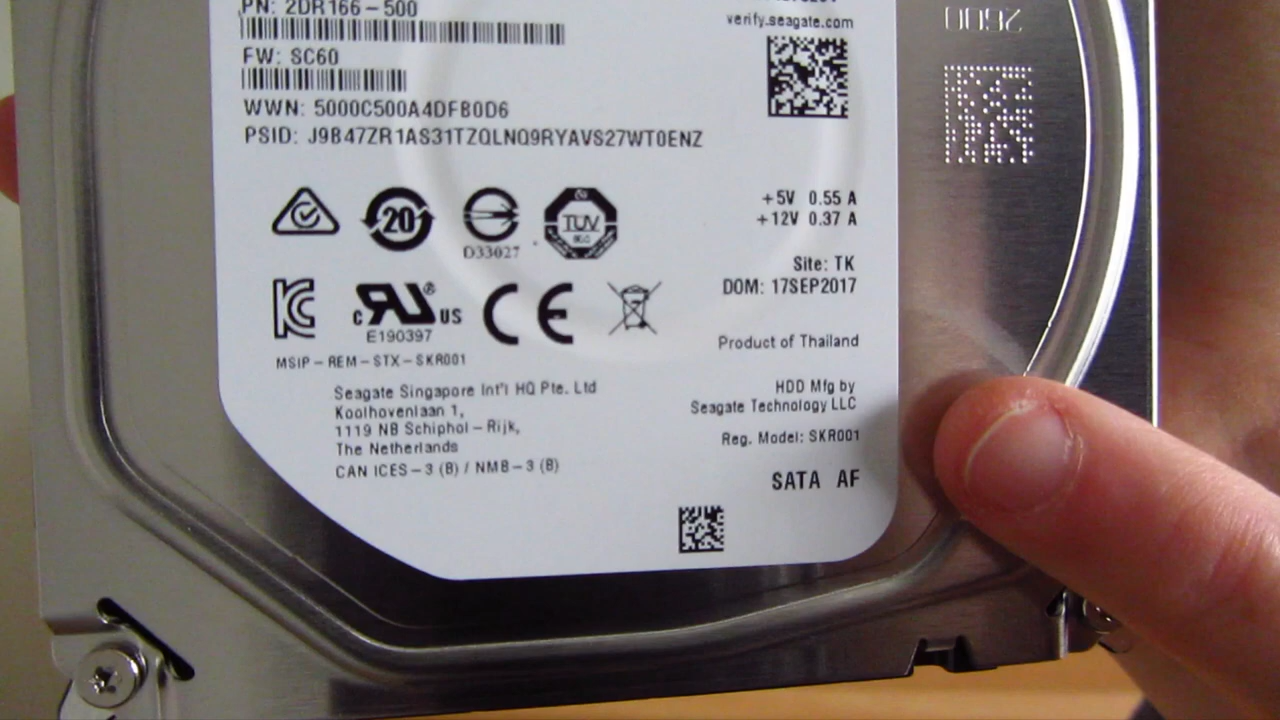 PN: 2DR166-500
verify.seagate.com
FW: SC60
WWN: 5000C500A4DFB0D6
PSID: J9B47ZR1AS31TZQLNQ9RYAVS27WT0ENZ
+5V 0.55 A
+12V 0.37 A
20
D33027
TUV
Site: TK
DOM: 17SEP2017
c RU ® US
E190397
CE
MSIP-REM-STX-SKR001
Product of Thailand
Seagate Singapore Int'l HQ Pte. Ltd
Koolhovenlaan 1,
1119 NB Schiphol-Rijk,
The Netherlands
CAN ICES-3 (B) / NMB-3 (B)
HDD Mfg by
Seagate Technology LLC
Reg. Model: SKR001
SATA AF